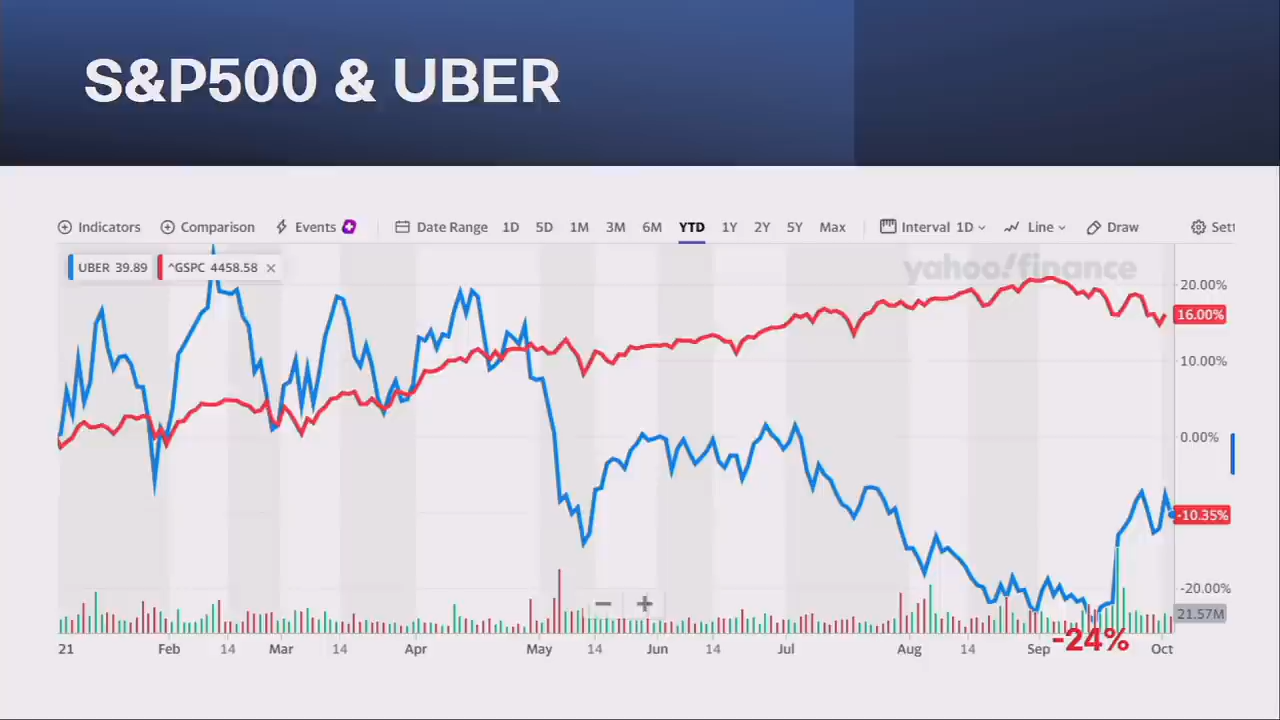 S&P500 & UBER
Indicators Comparison Events Date Range 1D 5D 1M 3M 6M YTD 1Y 2Y 5Y Max Interval 1D Line Draw Sett
UBER 39.89 ^GSPC 4458.58 ×
yahoo!finance
20.00%
16.00%
10.00%
0.00%
-10.35%
-20.00%
21.57M
-24%
21 Feb 14 Mar 14 Apr May 14 Jun 14 Jul Aug 14 Sep Oct